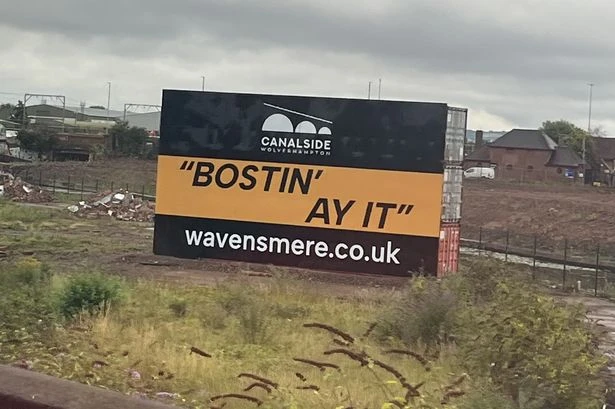 CANALSIDE
WOLVERHAMPTON
"BOSTIN'
AY IT"
wavensmere.co.uk